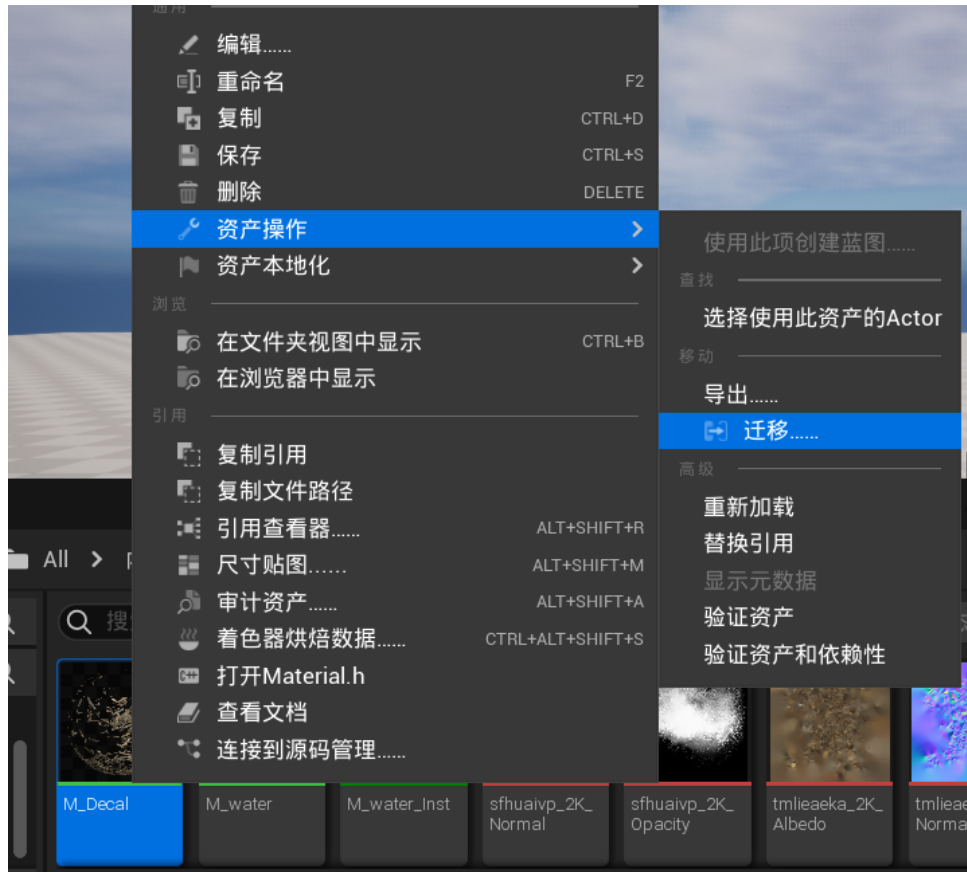 通用
编辑......
重命名 F2
复制 CTRL+D
保存 CTRL+S
删除 DELETE
资产操作
资产本地化
浏览
在文件夹视图中显示 CTRL+B
在浏览器中显示
引用
复制引用
复制文件路径
引用查看器...... ALT+SHIFT+R
尺寸贴图...... ALT+SHIFT+M
审计资产...... ALT+SHIFT+A
着色器烘焙数据...... CTRL+ALT+SHIFT+S
打开Material.h
查看文档
连接到源码管理......
使用此项创建蓝图......
查找
选择使用此资产的Actor
移动
导出......
迁移......
高级
重新加载
替换引用
显示元数据
验证资产
验证资产和依赖性
All
搜
M_Decal
M_water
M_water_Inst
sfhuaivp_2K_
Normal
sfhuaivp_2K_
Opacity
tmlieaeka_2K_
Albedo
tmlieae
Norma